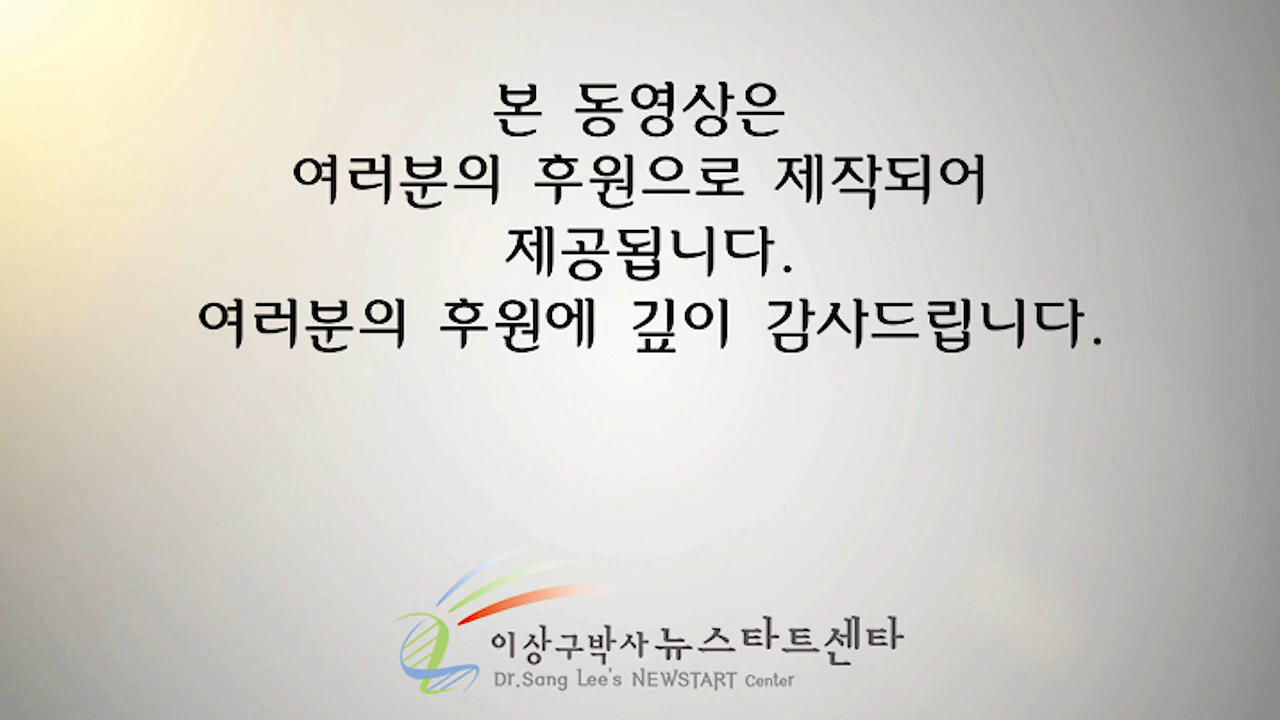 본 동영상은
여러분의 후원으로 제작되어
제공됩니다.
여러분의 후원에 깊이 감사드립니다.
이상구박사 뉴스타트센타
Dr.Sang Lee's NEWSTART Center